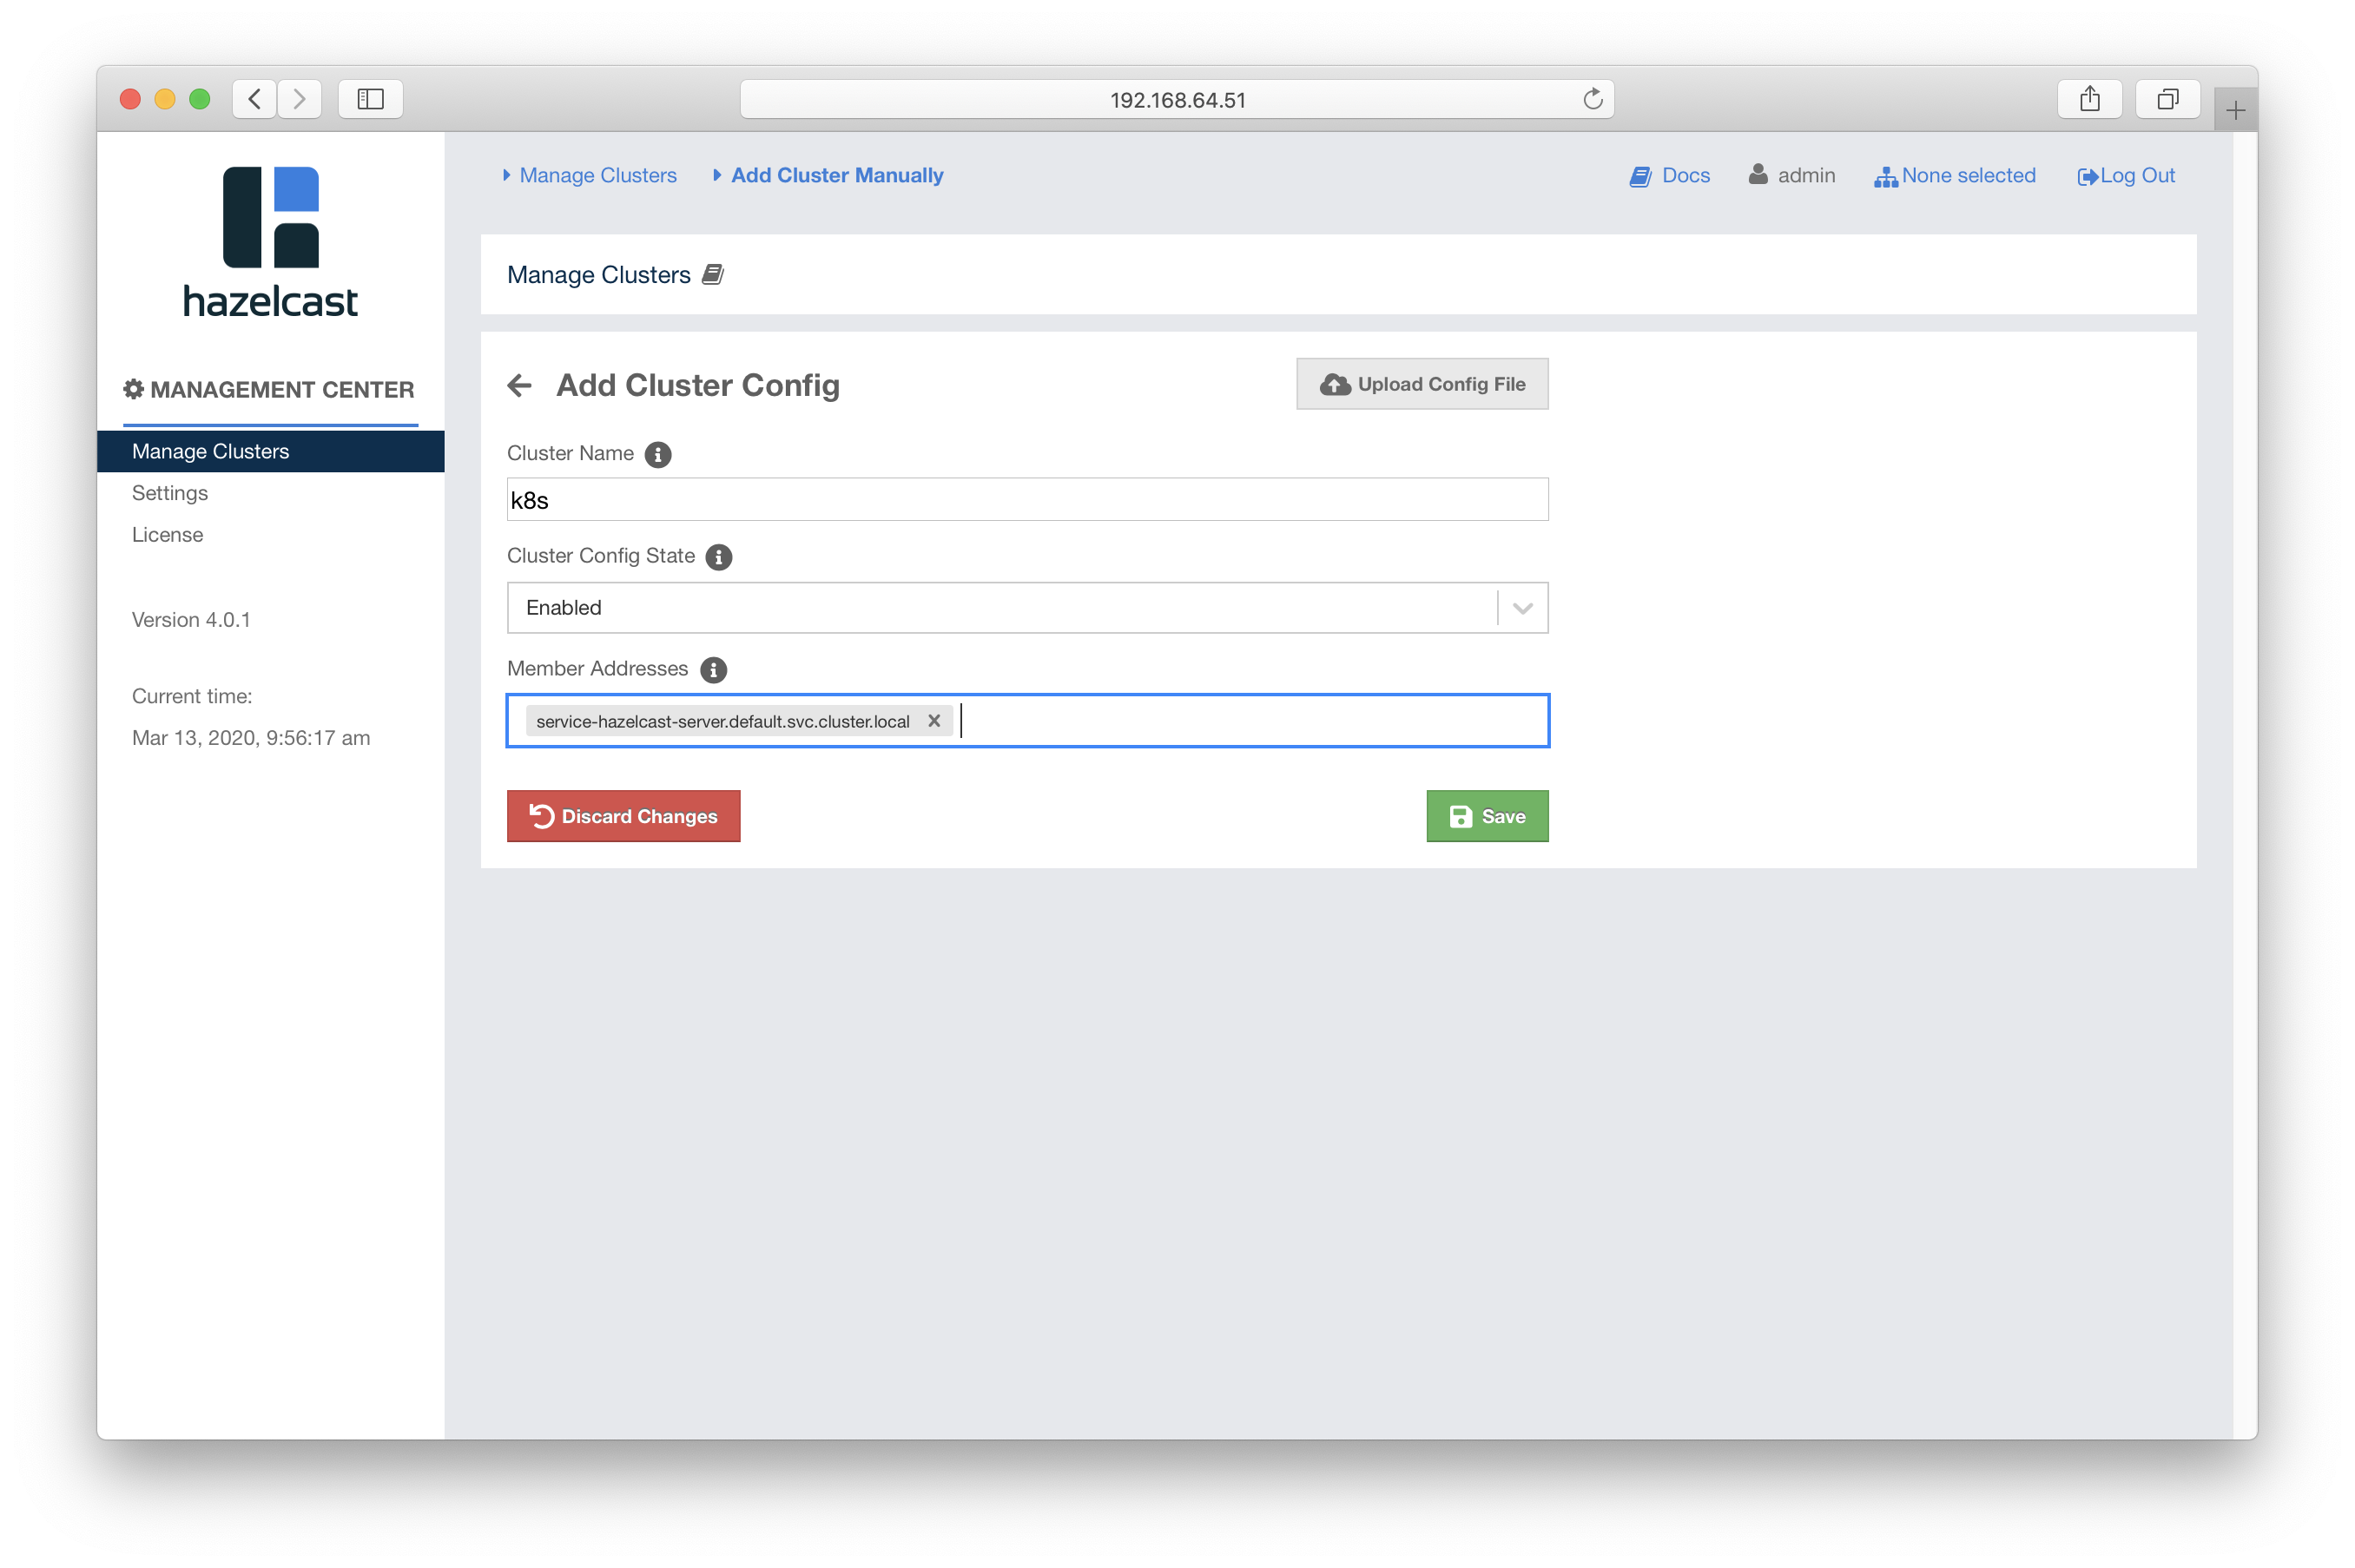 192.168.64.51
hazelcast
MANAGEMENT CENTER
Manage Clusters
Settings
License
Version 4.0.1
Current time:
Mar 13, 2020, 9:56:17 am
Manage Clusters Add Cluster Manually Docs admin None selected Log Out
Manage Clusters
Add Cluster Config Upload Config File
Cluster Name
k8s
Cluster Config State
Enabled
Member Addresses
service-hazelcast-server.default.svc.cluster.local
Discard Changes Save